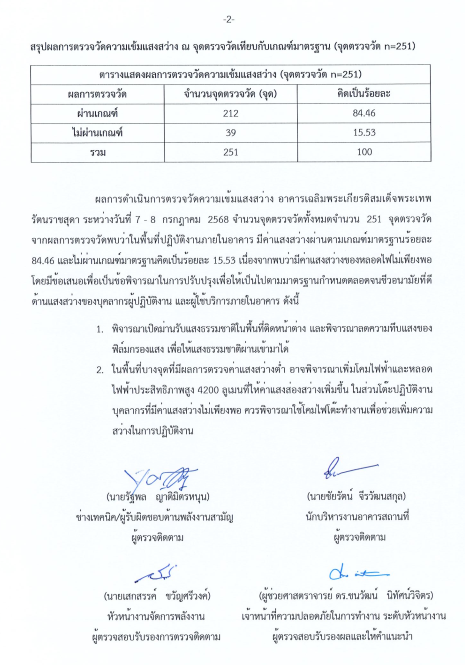 -2-
สรุปผลการตรวจวัดความเข้มแสงสว่าง ณ จุดตรวจวัดเทียบกับเกณฑ์มาตรฐาน (จุดตรวจวัด n=251)
ตารางแสดงผลการตรวจวัดความเข้มแสงสว่าง (จุดตรวจวัด n=251)
ผลการตรวจวัด จำนวนจุดตรวจวัด (จุด) คิดเป็นร้อยละ
ผ่านเกณฑ์ 212 84.46
ไม่ผ่านเกณฑ์ 39 15.53
รวม 251 100
ผลการดำเนินการตรวจวัดความเข้มแสงสว่าง อาคารเฉลิมพระเกียรติสมเด็จพระเทพ
รัตนราชสุดา ระหว่างวันที่ 7 - 8 กรกฎาคม 2568 จำนวนจุดตรวจวัดทั้งหมดจำนวน 251 จุดตรวจวัด
จากผลการตรวจวัดพบว่าในพื้นที่ปฏิบัติงานภายในอาคาร มีค่าแสงสว่างผ่านตามเกณฑ์มาตรฐานร้อยละ
84.46 และไม่ผ่านเกณฑ์มาตรฐานคิดเป็นร้อยละ 15.53 เนื่องจากพบว่ามีค่าแสงสว่างของหลอดไฟไม่เพียงพอ
โดยมีข้อเสนอเพื่อเป็นข้อพิจารณาในการปรับปรุงเพื่อให้เป็นไปตามมาตรฐานกำหนดตลอดจนชีวอนามัยที่ดี
ด้านแสงสว่างของบุคลากรผู้ปฏิบัติงาน และผู้ใช้บริการภายในอาคาร ดังนี้
1. พิจารณาเปิดม่านรับแสงธรรมชาติในพื้นที่ติดหน้าต่าง และพิจารณาลดความทึบแสงของ
ฟิล์มกรองแสง เพื่อให้แสงธรรมชาติผ่านเข้ามาได้
2. ในพื้นที่บางจุดที่มีผลการตรวจค่าแสงสว่างต่ำ อาจพิจารณาเพิ่มโคมไฟฟ้าและหลอด
ไฟฟ้าประสิทธิภาพสูง 4200 ลูเมนที่ให้ค่าแสงส่องสว่างเพิ่มขึ้น ในส่วนโต๊ะปฏิบัติงาน
บุคลากรที่มีค่าแสงสว่างไม่เพียงพอ ควรพิจารณาใช้โคมไฟโต๊ะทำงานเพื่อช่วยเพิ่มความ
สว่างในการปฏิบัติงาน
(นายรัฐพล ญาติมิตรหนุน) (นายชัยรัตน์ จีรวัฒนสกุล)
ช่างเทคนิค/ผู้รับผิดชอบด้านพลังงานสามัญ นักบริหารงานอาคารสถานที่
ผู้ตรวจติดตาม ผู้ตรวจติดตาม
(นายเสกสรรค์ ขวัญศรีวงค์) (ผู้ช่วยศาสตราจารย์ ดร.ชนวัฒน์ นิทัศน์วิจิตร)
หัวหน้างานจัดการพลังงาน เจ้าหน้าที่ความปลอดภัยในการทำงาน ระดับหัวหน้างาน
ผู้ตรวจสอบรับรองการตรวจติดตาม ผู้ตรวจสอบรับรองผลและให้คำแนะนำ